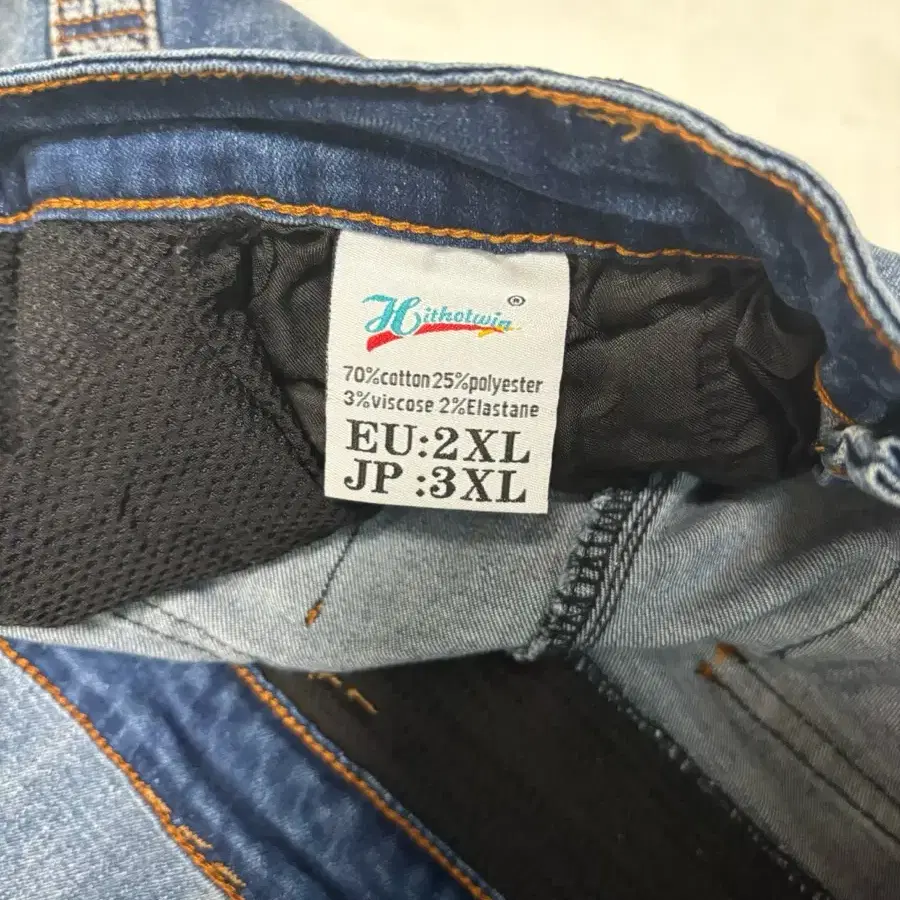 Hithotwin ®
70%cotton25%polyester
3%viscose 2%Elastane
EU:2XL
JP :3XL